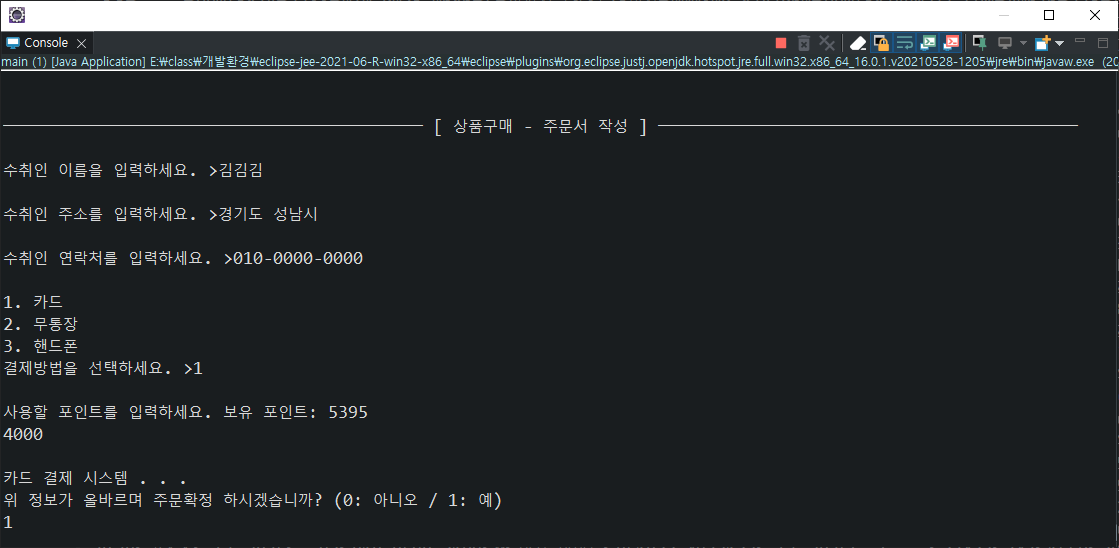 Console
main (1) [Java Application] E:₩class₩개발환경₩eclipse-jee-2021-06-R-win32-x86_64₩eclipse₩plugins₩org.eclipse.justj.openjdk.hotspot.jre.full.win32.x86_64_16.0.1.v20210528-1205₩jre₩bin₩javaw.exe (20
[ 상품구매 - 주문서 작성 ]
수취인 이름을 입력하세요. >김김김
수취인 주소를 입력하세요. >경기도 성남시
수취인 연락처를 입력하세요. >010-0000-0000
1. 카드
2. 무통장
3. 핸드폰
결제방법을 선택하세요. >1
사용할 포인트를 입력하세요. 보유 포인트: 5395
4000
카드 결제 시스템 . . .
위 정보가 올바르며 주문확정 하시겠습니까? (0: 아니오 / 1: 예)
1